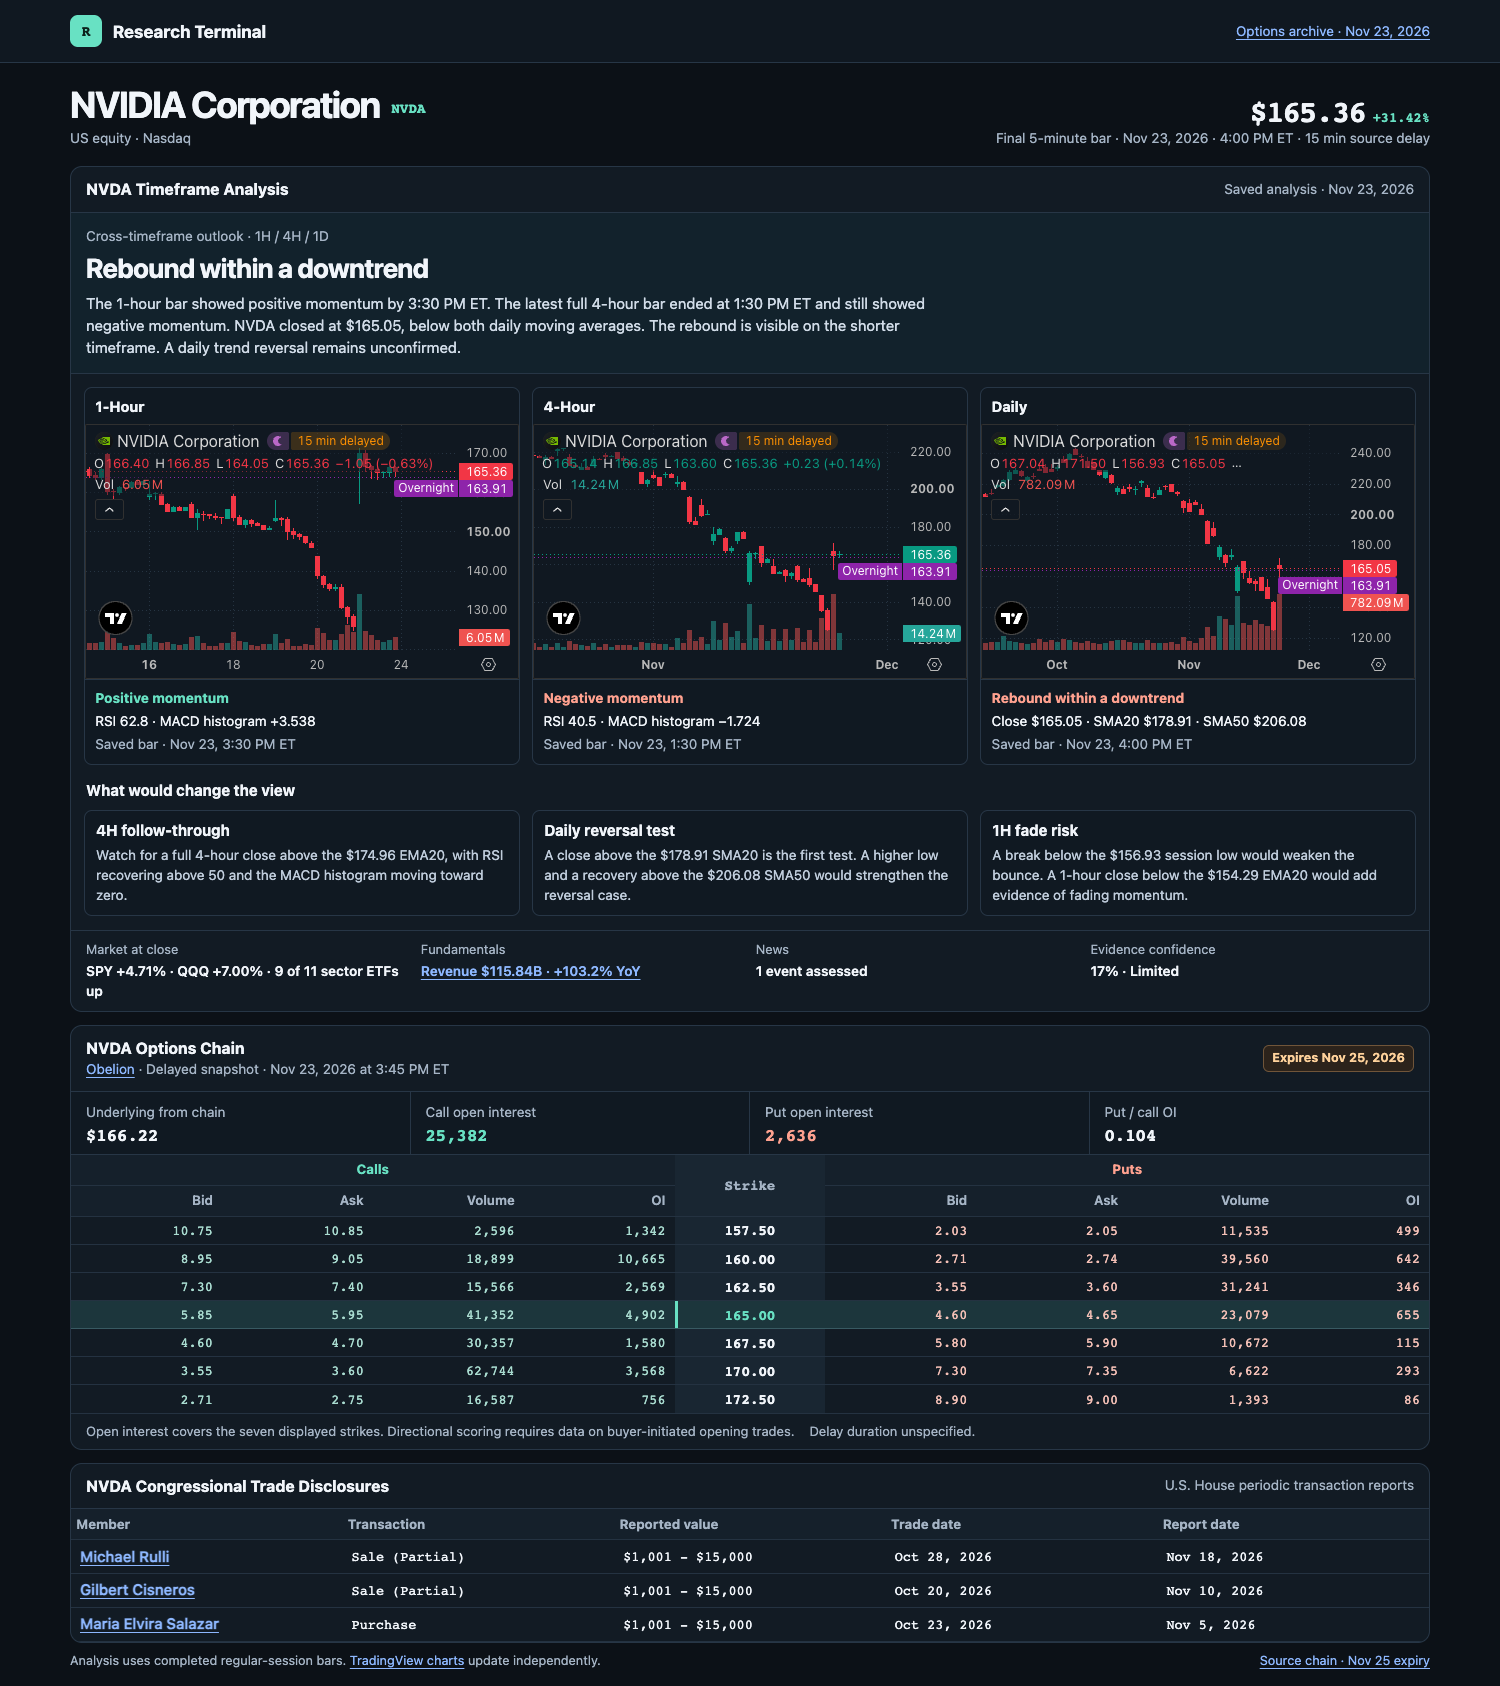 R Research Terminal
Options archive · Nov 23, 2026
NVIDIA Corporation NVDA
US equity · Nasdaq
$165.36 +31.42%
Final 5-minute bar · Nov 23, 2026 · 4:00 PM ET · 15 min source delay
NVDA Timeframe Analysis
Saved analysis · Nov 23, 2026
Cross-timeframe outlook · 1H / 4H / 1D
Rebound within a downtrend
The 1-hour bar showed positive momentum by 3:30 PM ET. The latest full 4-hour bar ended at 1:30 PM ET and still showed
negative momentum. NVDA closed at $165.05, below both daily moving averages. The rebound is visible on the shorter
timeframe. A daily trend reversal remains unconfirmed.
1-Hour
NVIDIA Corporation 15 min delayed
O166.40 H166.85 L164.05 C165.36 −1.05 (−0.63%)
Vol 6.05M
170.00
165.36
Overnight 163.91
150.00
140.00
130.00
6.05M
16 18 20 24
Positive momentum
RSI 62.8 · MACD histogram +3.538
Saved bar · Nov 23, 3:30 PM ET
4-Hour
NVIDIA Corporation 15 min delayed
O165.14 H166.85 L163.60 C165.36 +0.23 (+0.14%)
Vol 14.24M
220.00
200.00
180.00
165.36
Overnight 163.91
140.00
14.24M
Nov Dec
Negative momentum
RSI 40.5 · MACD histogram −1.724
Saved bar · Nov 23, 1:30 PM ET
Daily
NVIDIA Corporation 15 min delayed
O167.04 H171.50 L156.93 C165.05 ...
Vol 782.09M
240.00
220.00
200.00
180.00
165.05
Overnight 163.91
782.09M
120.00
Oct Nov Dec
Rebound within a downtrend
Close $165.05 · SMA20 $178.91 · SMA50 $206.08
Saved bar · Nov 23, 4:00 PM ET
What would change the view
4H follow-through
Watch for a full 4-hour close above the $174.96 EMA20, with RSI
recovering above 50 and the MACD histogram moving toward
zero.
Daily reversal test
A close above the $178.91 SMA20 is the first test. A higher low
and a recovery above the $206.08 SMA50 would strengthen the
reversal case.
1H fade risk
A break below the $156.93 session low would weaken the
bounce. A 1-hour close below the $154.29 EMA20 would add
evidence of fading momentum.
Market at close
SPY +4.71% · QQQ +7.00% · 9 of 11 sector ETFs
up
Fundamentals
Revenue $115.84B · +103.2% YoY
News
1 event assessed
Evidence confidence
17% · Limited
NVDA Options Chain
Obelion · Delayed snapshot · Nov 23, 2026 at 3:45 PM ET
Expires Nov 25, 2026
Underlying from chain
$166.22
Call open interest
25,382
Put open interest
2,636
Put / call OI
0.104
Calls Strike Puts
Bid Ask Volume OI Bid Ask Volume OI
10.75 10.85 2,596 1,342 157.50 2.03 2.05 11,535 499
8.95 9.05 18,899 10,665 160.00 2.71 2.74 39,560 642
7.30 7.40 15,566 2,569 162.50 3.55 3.60 31,241 346
5.85 5.95 41,352 4,902 165.00 4.60 4.65 23,079 655
4.60 4.70 30,357 1,580 167.50 5.80 5.90 10,672 115
3.55 3.60 62,744 3,568 170.00 7.30 7.35 6,622 293
2.71 2.75 16,587 756 172.50 8.90 9.00 1,393 86
Open interest covers the seven displayed strikes. Directional scoring requires data on buyer-initiated opening trades. Delay duration unspecified.
NVDA Congressional Trade Disclosures
U.S. House periodic transaction reports
Member Transaction Reported value Trade date Report date
Michael Rulli Sale (Partial) $1,001 – $15,000 Oct 28, 2026 Nov 18, 2026
Gilbert Cisneros Sale (Partial) $1,001 – $15,000 Oct 20, 2026 Nov 10, 2026
Maria Elvira Salazar Purchase $1,001 – $15,000 Oct 23, 2026 Nov 5, 2026
Analysis uses completed regular-session bars. TradingView charts update independently.
Source chain · Nov 25 expiry